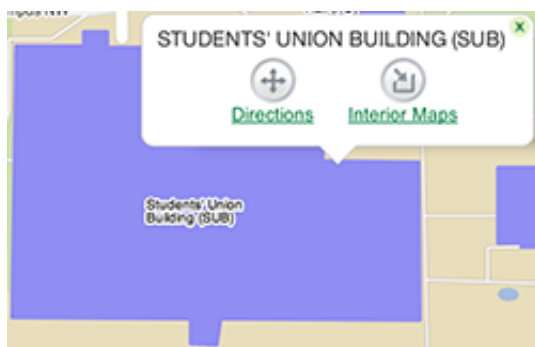 STUDENTS' UNION BUILDING (SUB)
x
Directions
Interior Maps
Students' Union
Building (SUB)